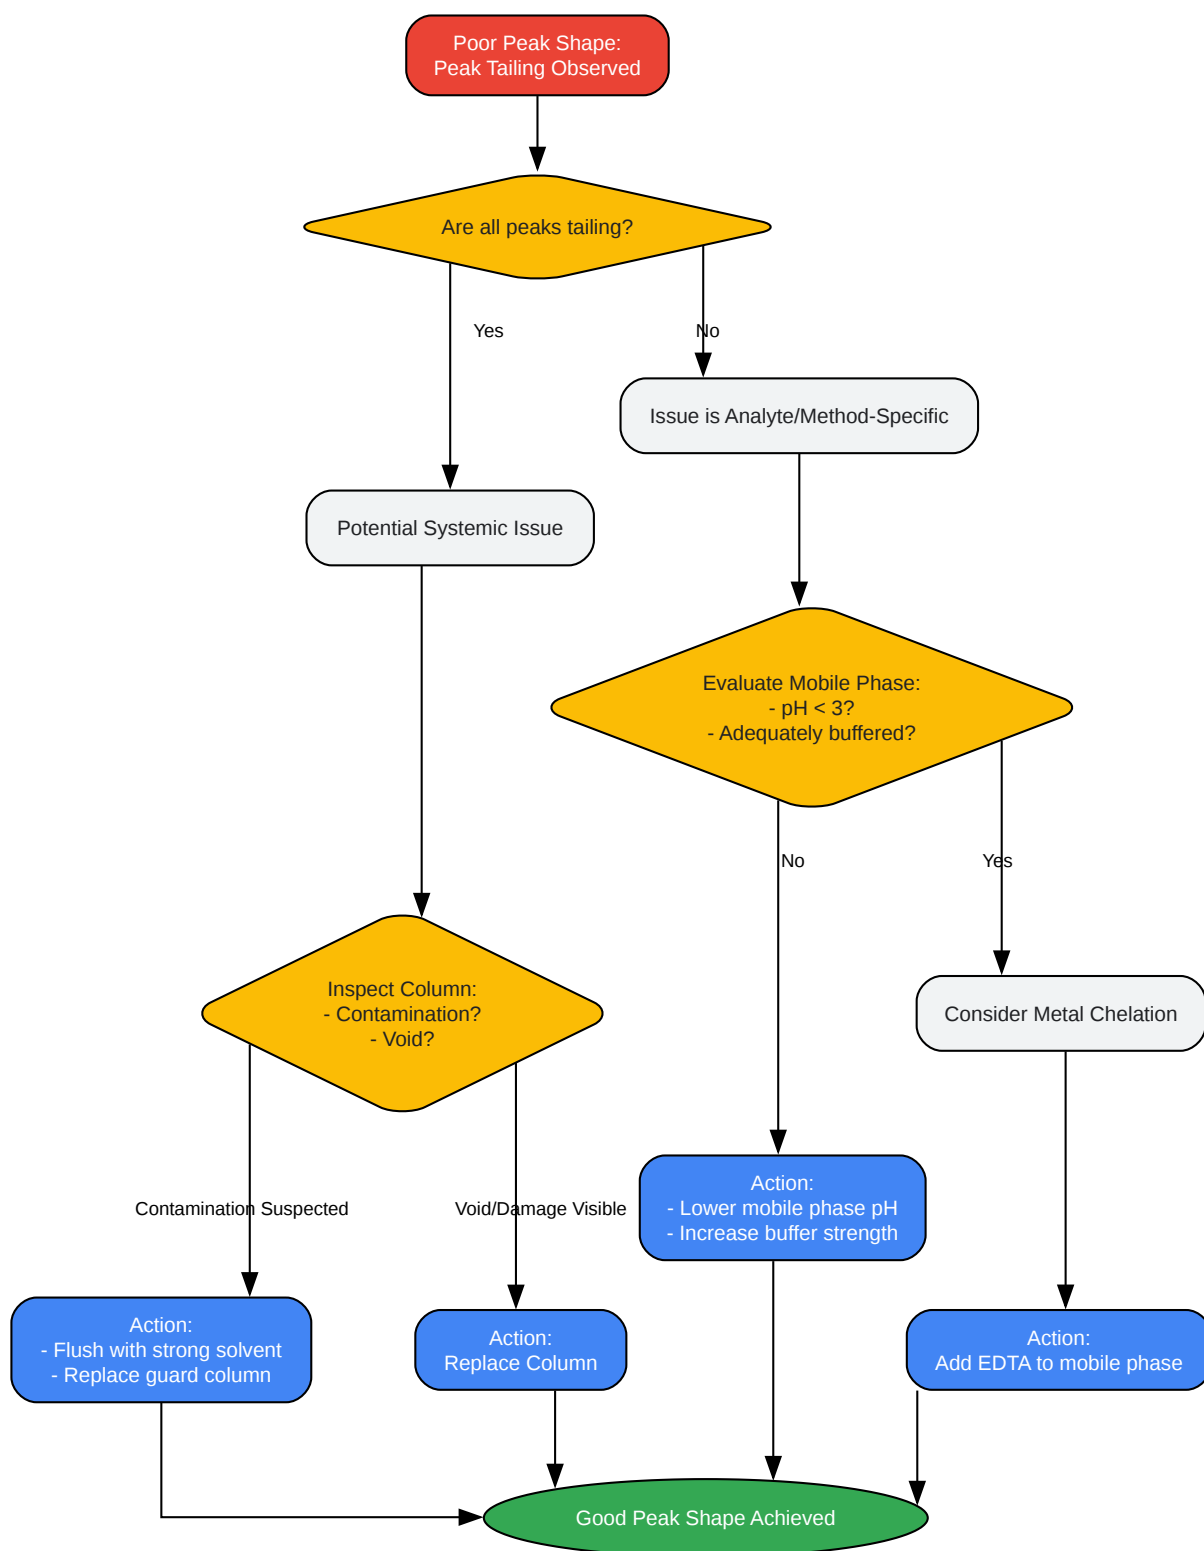 Poor Peak Shape:
Peak Tailing Observed
Are all peaks tailing?
Yes
No
Issue is Analyte/Method-Specific
Potential Systemic Issue
Evaluate Mobile Phase:
- pH < 3?
- Adequately buffered?
No
Yes
Inspect Column:
- Contamination?
- Void?
Consider Metal Chelation
Contamination Suspected
Void/Damage Visible
Action:
- Lower mobile phase pH
- Increase buffer strength
Action:
- Flush with strong solvent
- Replace guard column
Action:
Replace Column
Action:
Add EDTA to mobile phase
Good Peak Shape Achieved